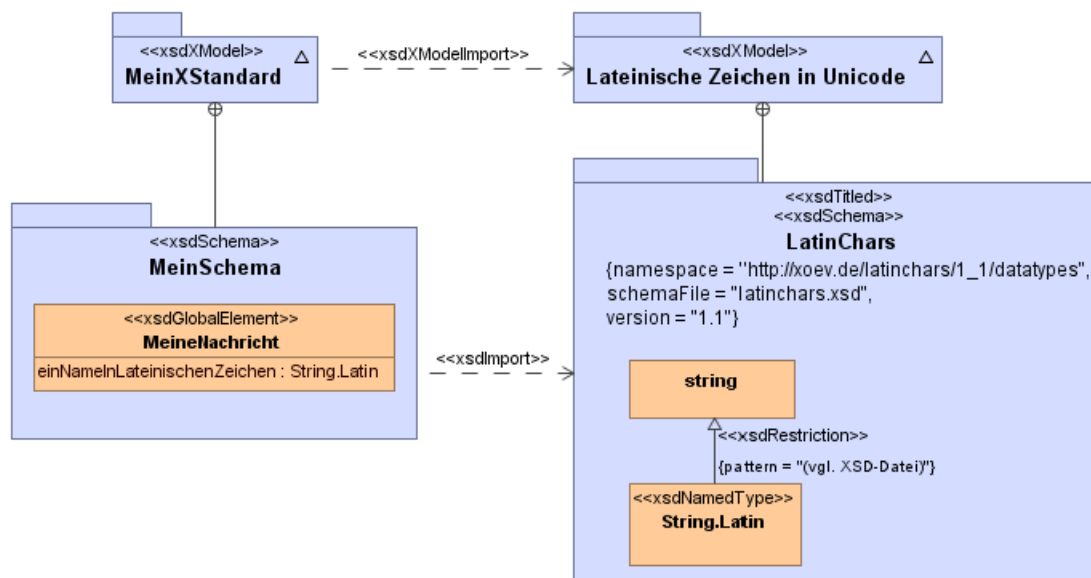 <<xsdXModel>>
MeinXStandard
<<xsdXModelImport>>
<<xsdXModel>>
Lateinische Zeichen in Unicode
<<xsdSchema>>
MeinSchema
<<xsdGlobalElement>>
MeineNachricht
einNameInLateinischenZeichen : String.Latin
<<xsdImport>>
<<xsdTitled>>
<<xsdSchema>>
LatinChars
{namespace = "http://xoev.de/latinchars/1_1/datatypes",
schemaFile = "latinchars.xsd",
version = "1.1"}
string
<<xsdRestriction>>
{pattern = "(vgl. XSD-Datei)"}
<<xsdNamedType>>
String.Latin